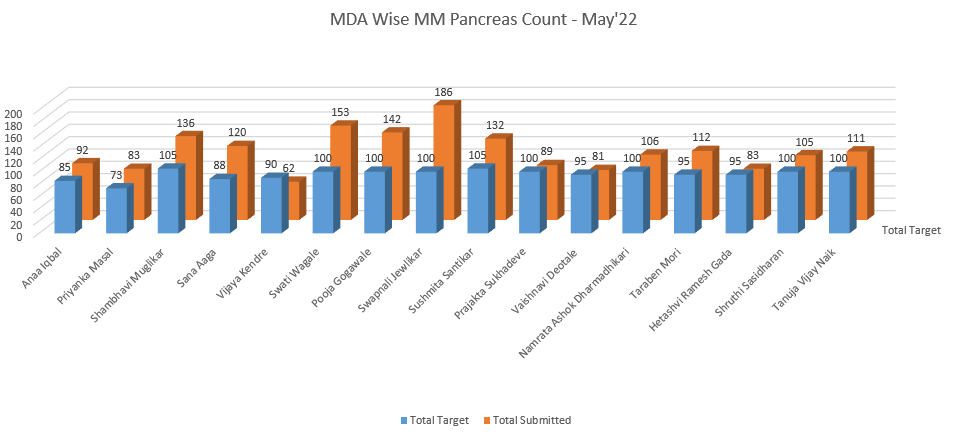 MDA Wise MM Pancreas Count - May'22
200
180
160
140
120
100
80
60
40
20
0
85 92
73 83
105 136
88 120
90 62
100 153
100 142
100 186
105 132
100 89
95 81
100 106
95 112
95 83
100 105
100 111
Total Target
Anaa Iqbal
Priyanka Masal
Shambhavi Muglikar
Sana Aaga
Vijaya Kendre
Swati Wagale
Pooja Gogawale
Swapnali Jewlikar
Sushmita Santikar
Prajakta Sukhadeve
Vaishnavi Deotale
Namrata Ashok Dharmadhikari
Taraben Mori
Hetashvi Ramesh Gada
Shruthi Sasidharan
Tanuja Vijay Naik
Total Target Total Submitted